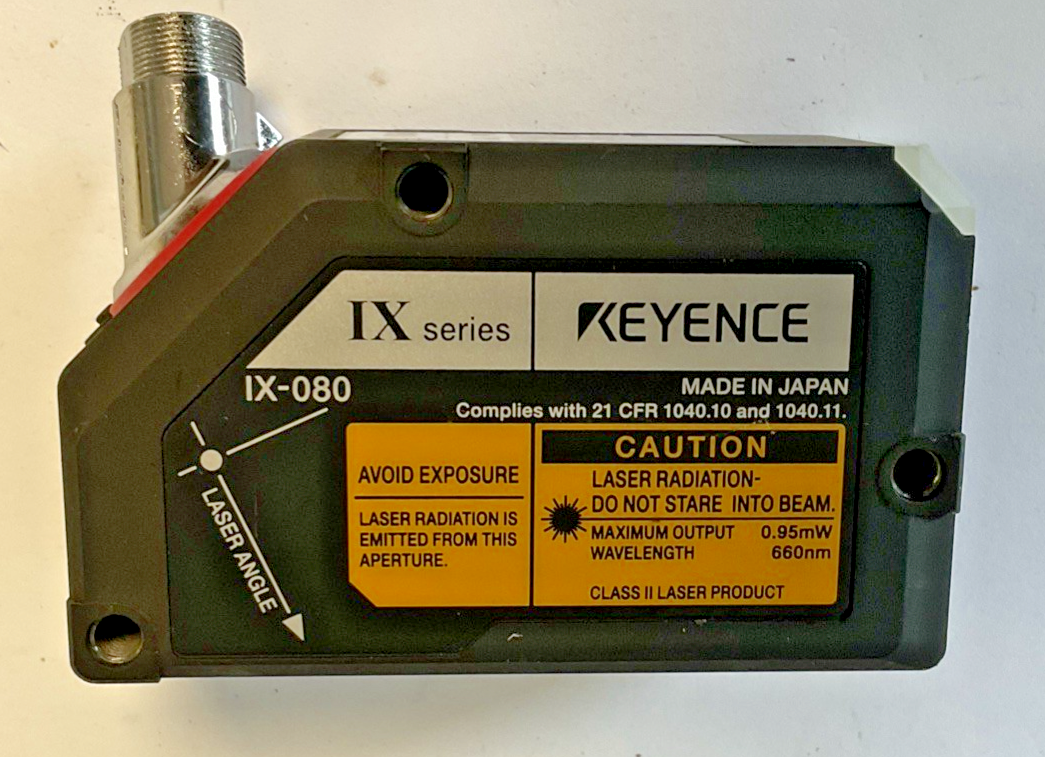 IX series
KEYENCE
IX-080
MADE IN JAPAN
Complies with 21 CFR 1040.10 and 1040.11.
LASER ANGLE
AVOID EXPOSURE
LASER RADIATION IS
EMITTED FROM THIS
APERTURE.
CAUTION
LASER RADIATION-
DO NOT STARE INTO BEAM.
MAXIMUM OUTPUT 0.95mW
WAVELENGTH 660nm
CLASS II LASER PRODUCT